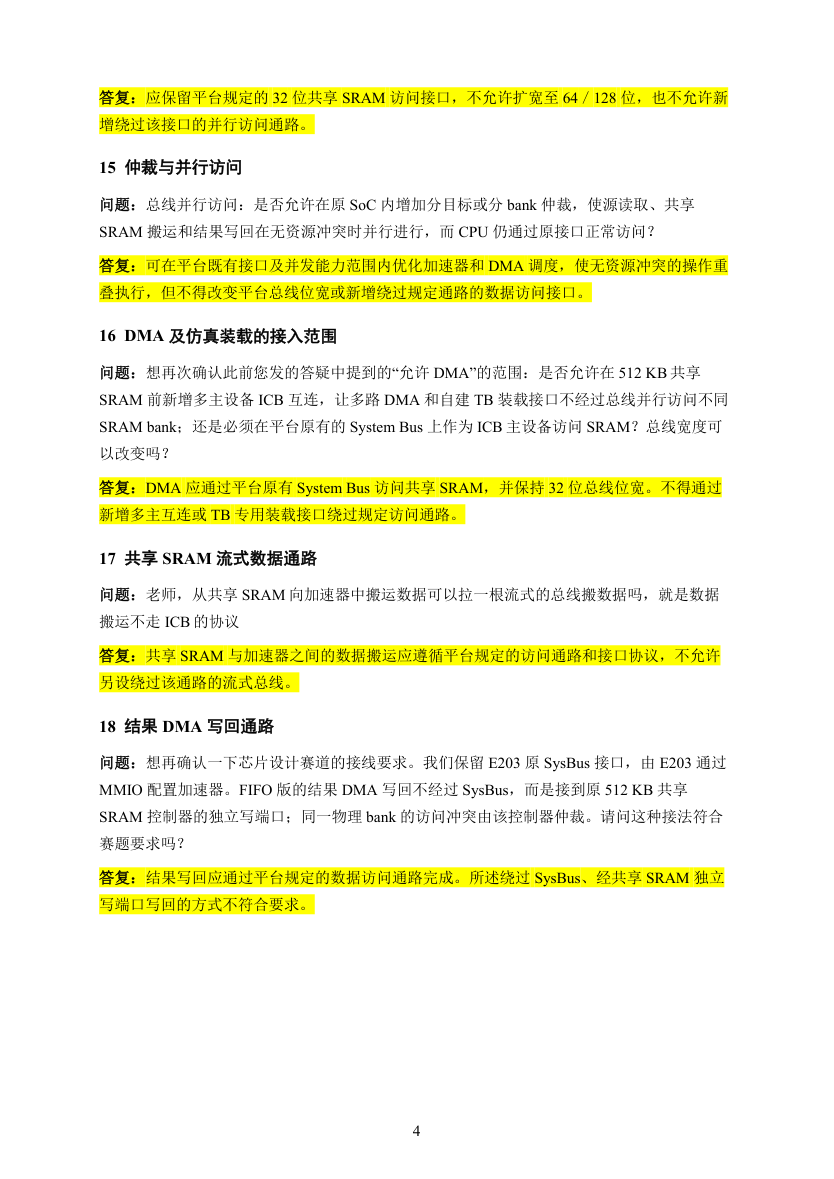 答复：应保留平台规定的 32 位共享 SRAM 访问接口，不允许扩宽至 64 / 128 位，也不允许新
增绕过该接口的并行访问通路。
15 仲裁与并行访问
问题：总线并行访问：是否允许在原 SoC 内增加分目标或分 bank 仲裁，使源读取、共享
SRAM 搬运和结果写回在无资源冲突时并行进行，而 CPU 仍通过原接口正常访问？
答复：可在平台既有接口及并发能力范围内优化加速器和 DMA 调度，使无资源冲突的操作重
叠执行，但不得改变平台总线位宽或新增绕过规定通路的数据访问接口。
16 DMA 及仿真装载的接入范围
问题：想再次确认此前您发的答疑中提到的“允许 DMA”的范围：是否允许在 512 KB 共享
SRAM 前新增多主设备 ICB 互连，让多路 DMA 和自建 TB 装载接口不经过总线并行访问不同
SRAM bank；还是必须在平台原有的 System Bus 上作为 ICB 主设备访问 SRAM？总线宽度可
以改变吗？
答复：DMA 应通过平台原有 System Bus 访问共享 SRAM，并保持 32 位总线位宽。不得通过
新增多主互连或 TB 专用装载接口绕过规定访问通路。
17 共享 SRAM 流式数据通路
问题：老师，从共享 SRAM 向加速器中搬运数据可以拉一根流式的总线搬数据吗，就是数据
搬运不走 ICB 的协议
答复：共享 SRAM 与加速器之间的数据搬运应遵循平台规定的访问通路和接口协议，不允许
另设绕过该通路的流式总线。
18 结果 DMA 写回通路
问题：想再确认一下芯片设计赛道的接线要求。我们保留 E203 原 SysBus 接口，由 E203 通过
MMIO 配置加速器。FIFO 版的结果 DMA 写回不经过 SysBus，而是接到原 512 KB 共享
SRAM 控制器的独立写端口；同一物理 bank 的访问冲突由该控制器仲裁。请问这种接法符合
赛题要求吗？
答复：结果写回应通过平台规定的数据访问通路完成。所述绕过 SysBus、经共享 SRAM 独立
写端口写回的方式不符合要求。
4